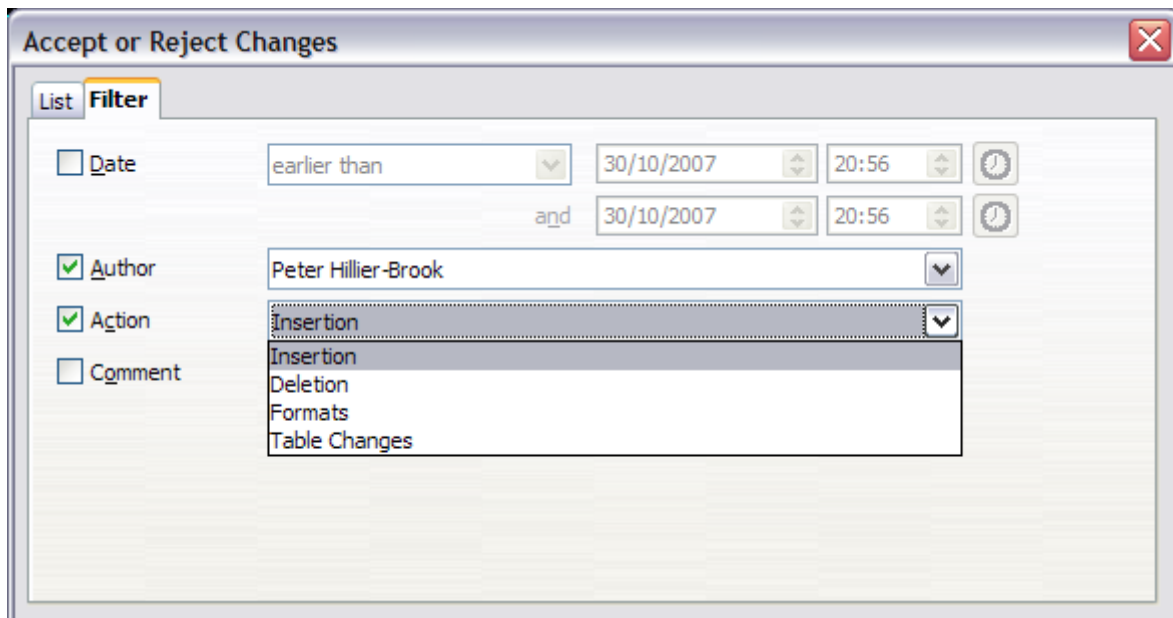 Accept or Reject Changes
List Filter
Date earlier than 30/10/2007 20:56
and 30/10/2007 20:56
Author Peter Hillier-Brook
Action Insertion
Insertion
Comment
Deletion
Formats
Table Changes